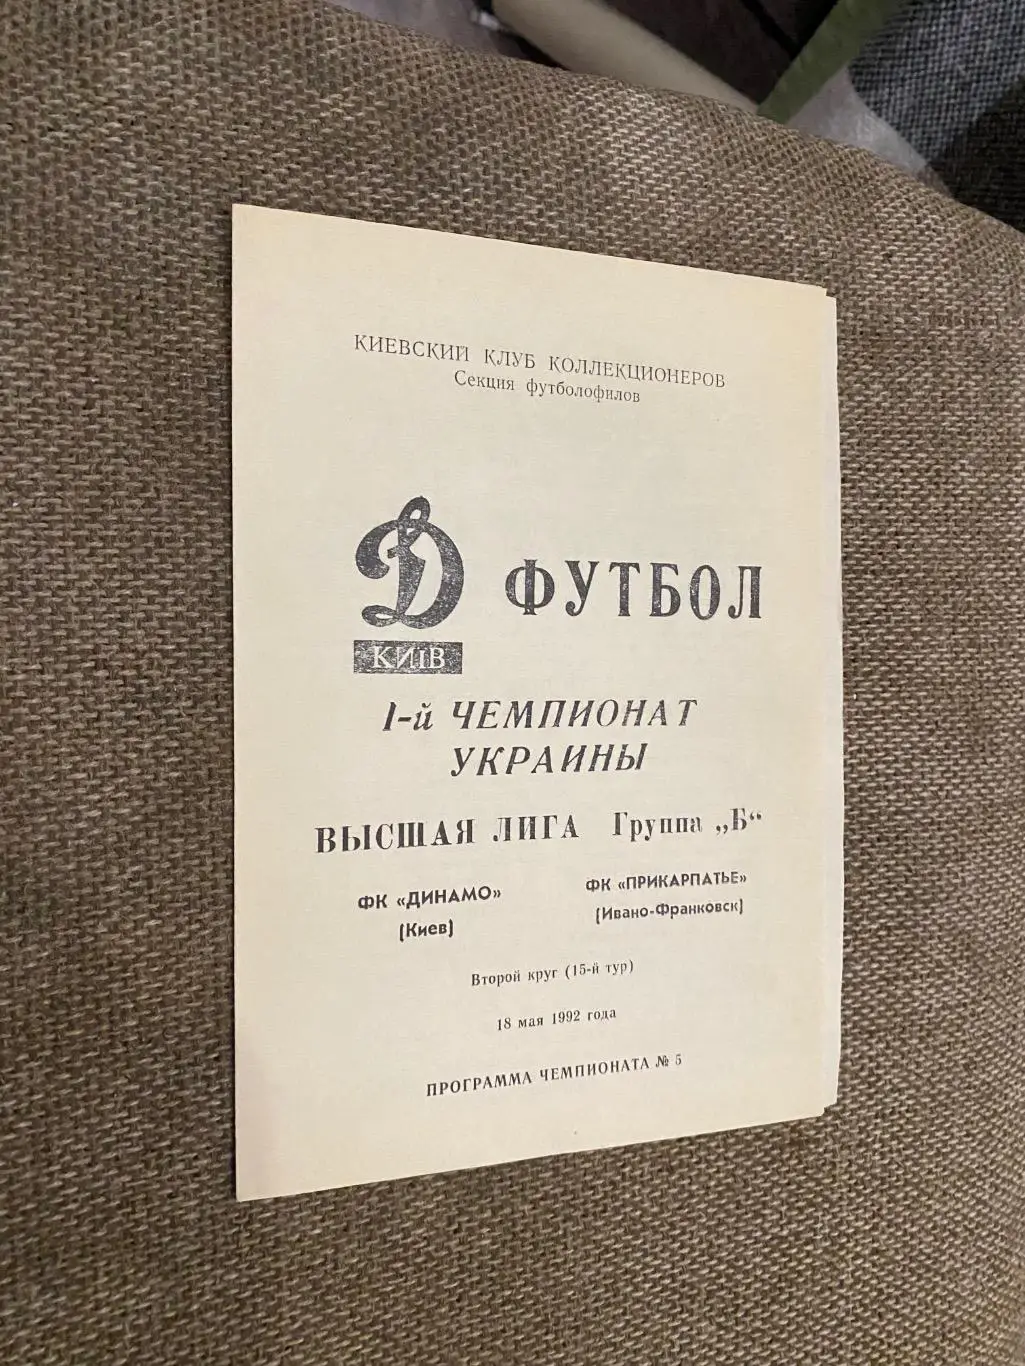 КИЕВСКИЙ КЛУБ КОЛЛЕКЦИОНЕРОВ
Секция футболофилов
Д ФУТБОЛ
КИЇВ
1-й ЧЕМПИОНАТ
УКРАИНЫ
ВЫСШАЯ ЛИГА Группа „Б“
ФК «ДИНАМО» ФК «ПРИКАРПАТЬЕ»
(Киев) (Ивано-Франковск)
Второй круг (15-й тур)
18 мая 1992 года
ПРОГРАММА ЧЕМПИОНАТА № 5